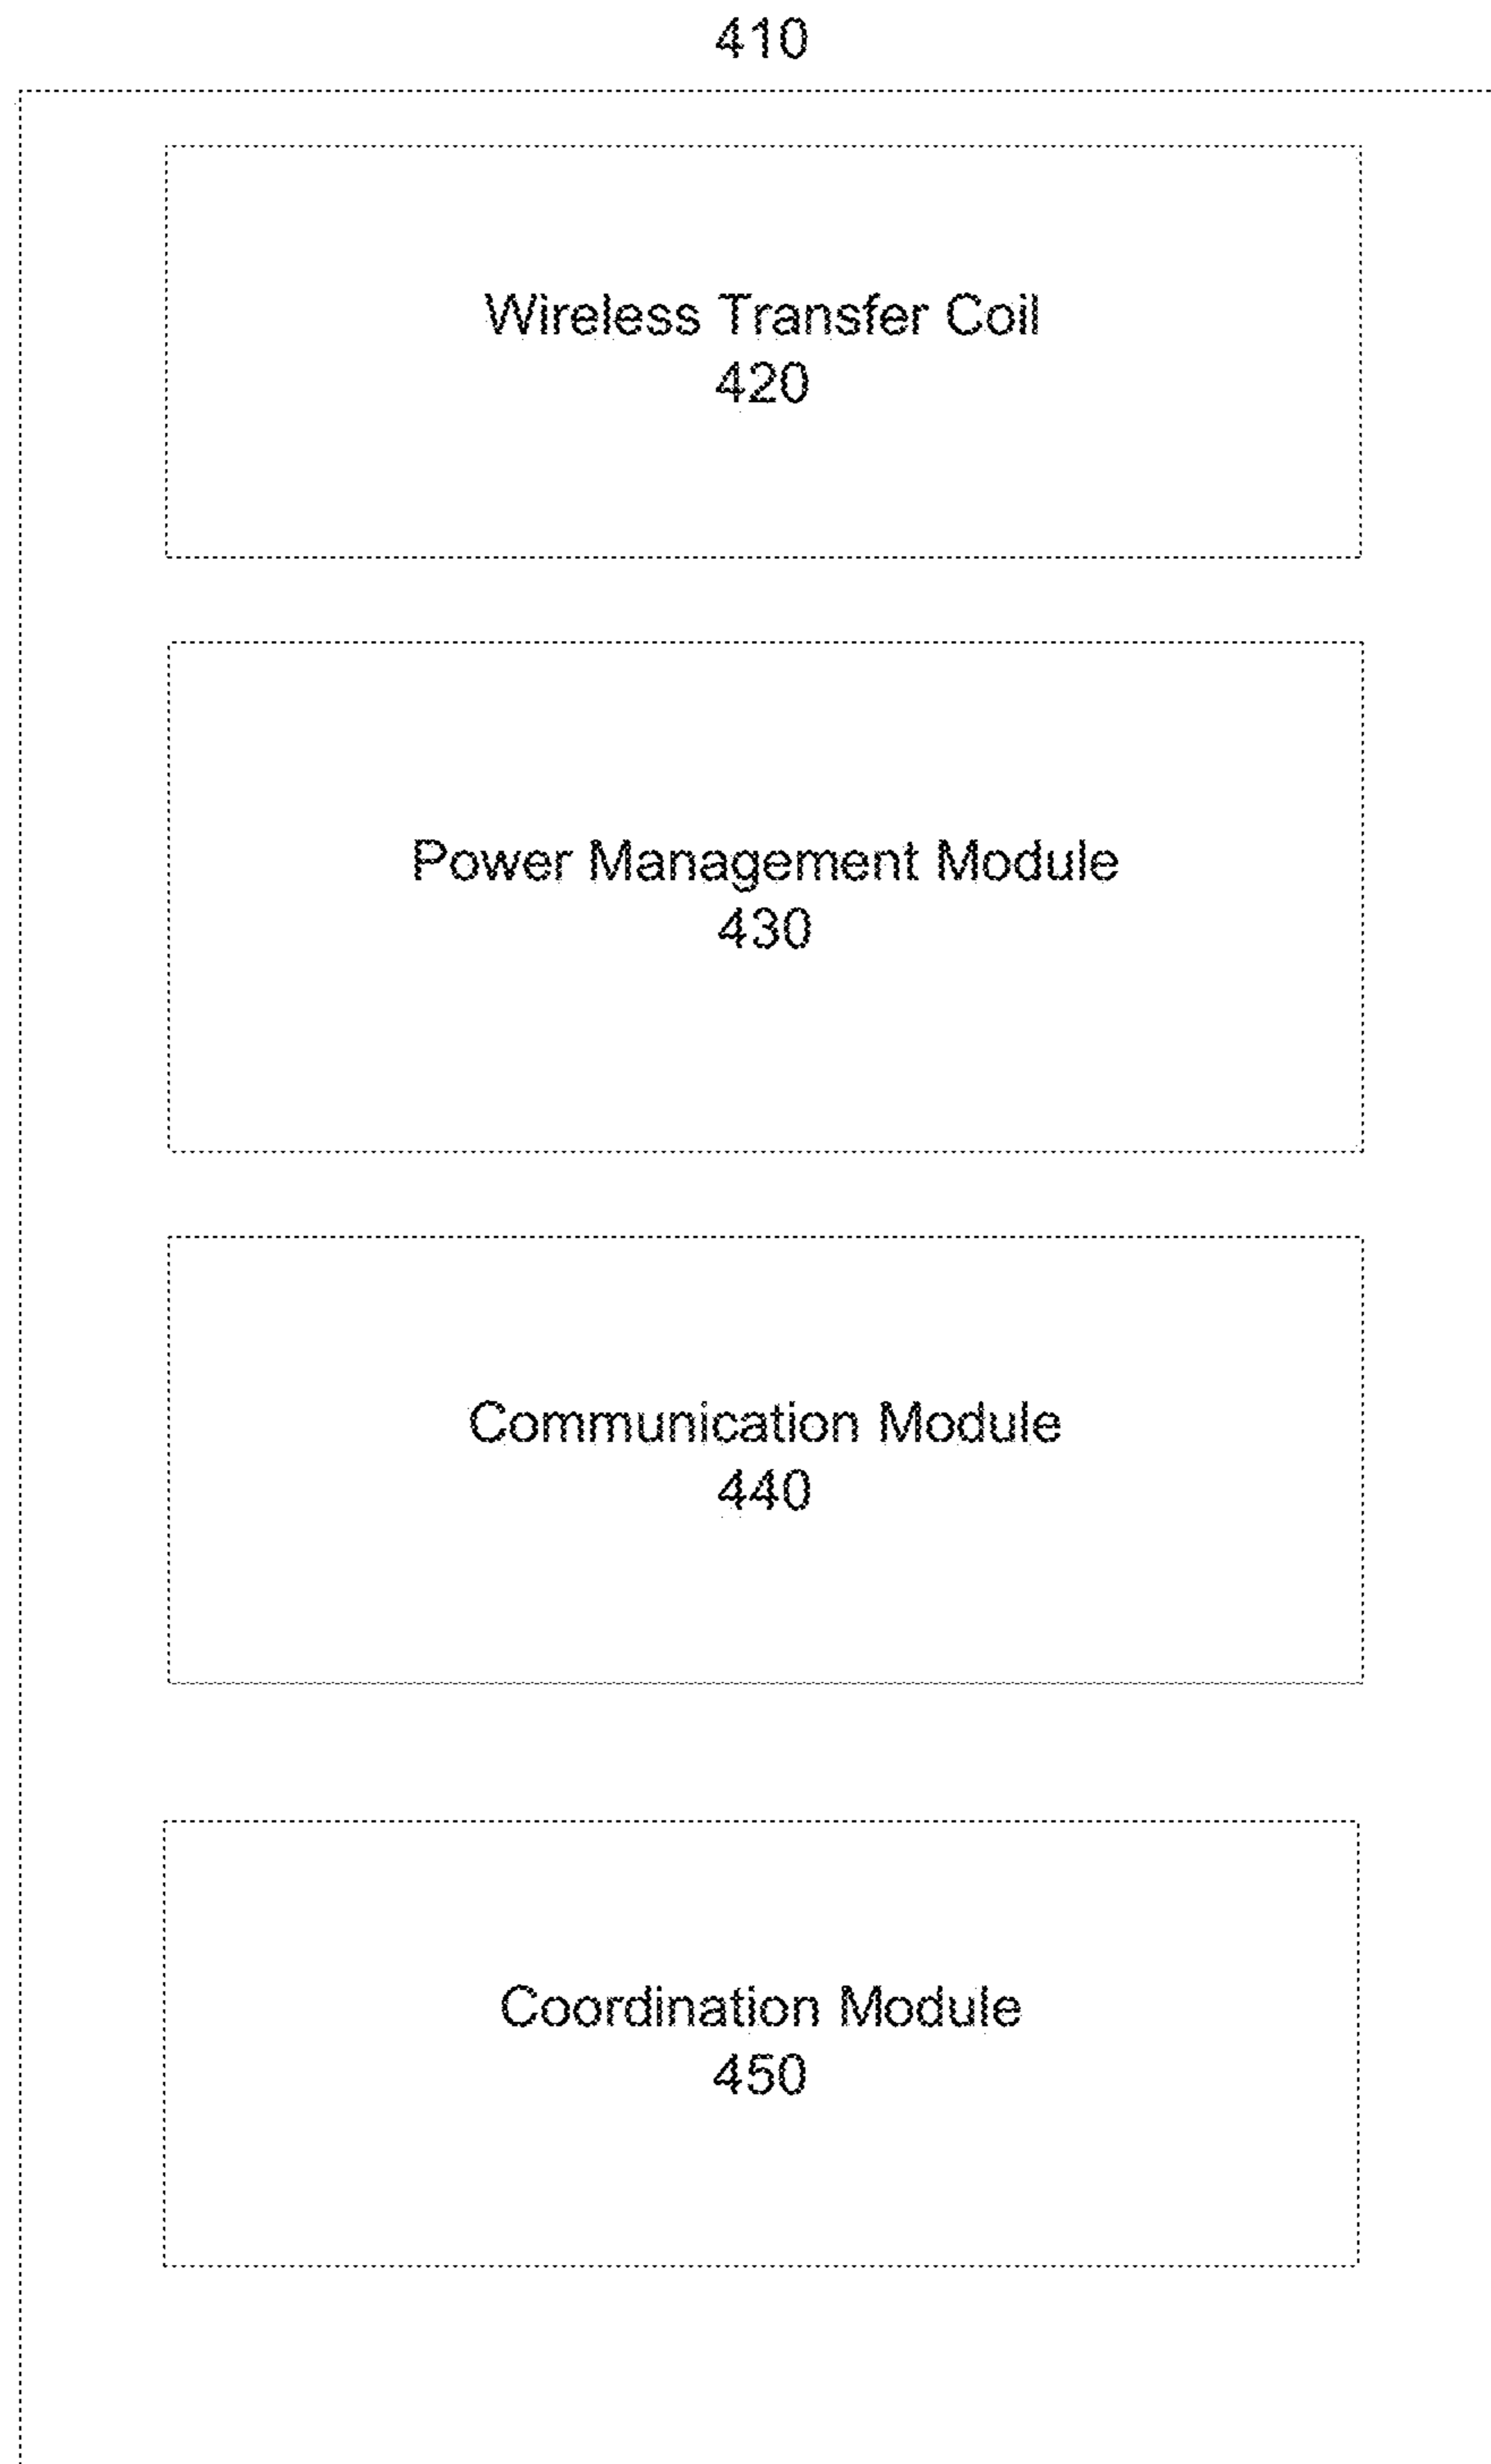 410
Wireless Transfer Coil
420
Power Management Module
430
Communication Module
440
Coordination Module
450